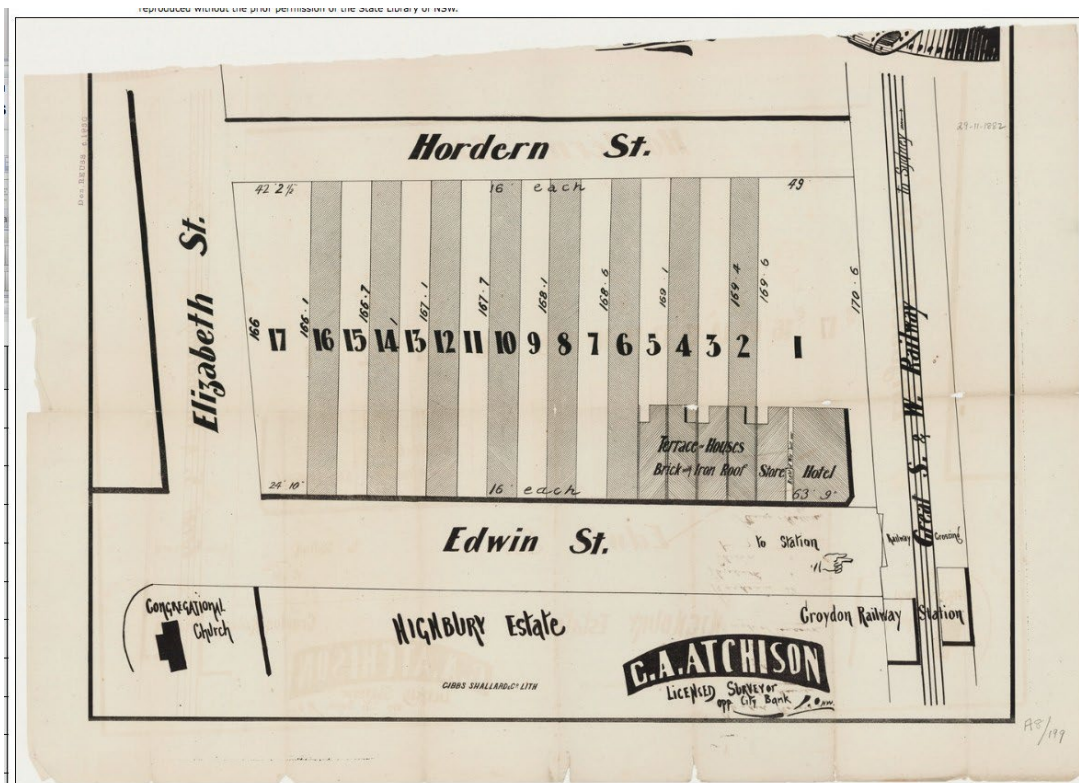 reproduced without the prior permission of the State Library of NSW.
29-11-1882
Hordern St.
42' 2½
16' each
49'
Elizabeth St.
to Sydney
Great S. & W. Railway
166
166.1
166.7
1
167.1
167.7
168.1
168.6
169.1
169.4
169.6
170.6
17 16 15 14 13 12 11 10 9 8 7 6 5 4 3 2 1
Terrace-Houses
Brick Iron Roof
Store
Hotel
24' 10"
16' each
63' 9"
Edwin St.
to Station
Railway Crossing
Congregational
Church
NIGNBURY Estate
Croydon Railway Station
C.A.ATCHISON
LICENSED SURVEYOR
opp City Bank
GIBBS SHALLARD & Co LITH
A8/199